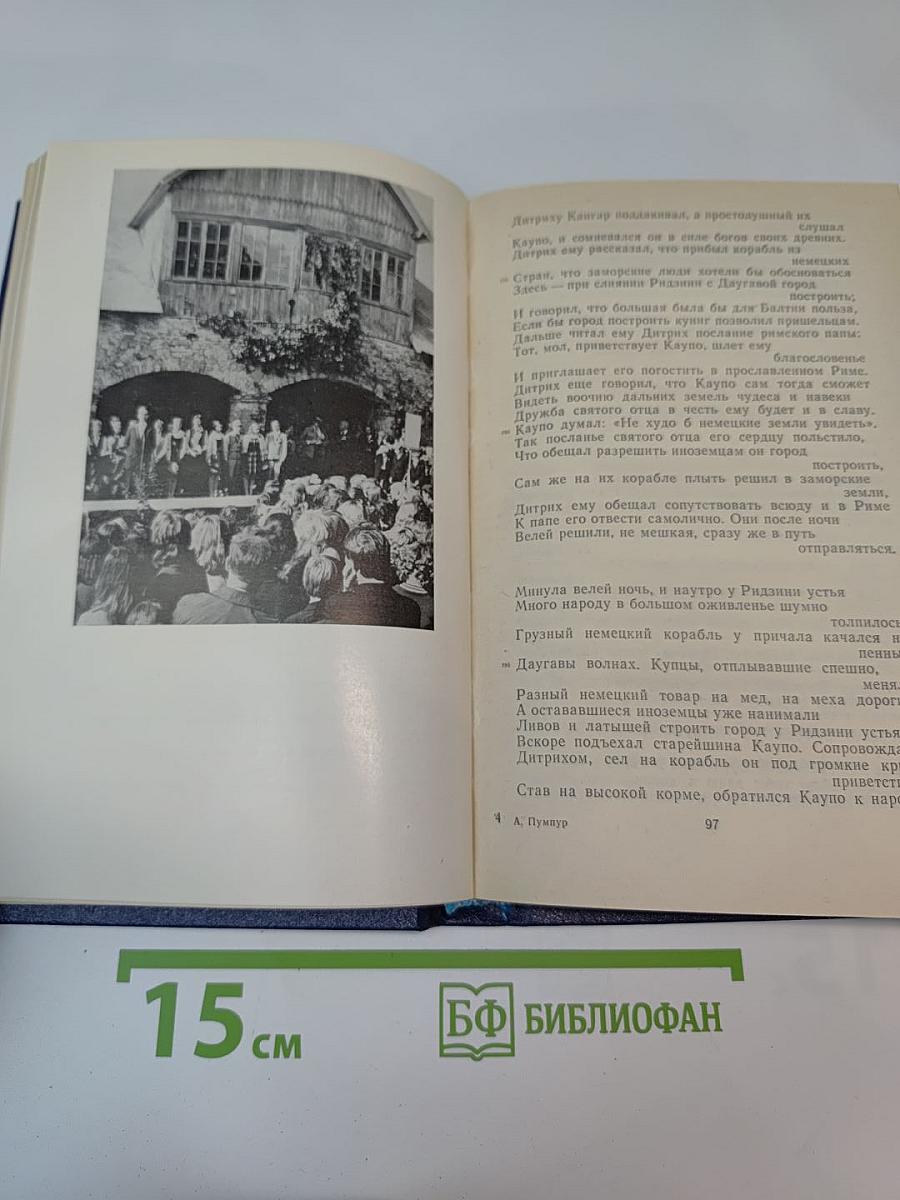 Дитриху Кангар поддакивал, а простодушный их
слушал
Каупо, и сомневался он в силе богов своих древних.
Дитрих ему рассказал, что прибыл корабль из
немецких
Стран, что заморские люди хотели бы обосноваться
Здесь — при слиянии Ридзини с Даугавой город
построить;
И говорил, что большая была бы для Балтии польза,
Если бы город построить куниг позволил пришельцам.
Дальше читал ему Дитрих послание римского папы:
Тот, мол, приветствует Каупо, шлет ему
благословенье
И приглашает его погостить в прославленном Риме.
Дитрих еще говорил, что Каупо сам тогда сможет
Видеть воочию дальних земель чудеса и навеки
Дружба святого отца в честь ему будет и в славу.
Каупо думал: «Не худо б немецкие земли увидеть».
Так посланье святого отца его сердцу польстило,
Что обещал разрешить иноземцам он город
построить,
Сам же на их корабле плыть решил в заморские
земли,
Дитрих ему обещал сопутствовать всюду и в Риме
К папе его отвести самолично. Они после ночи
Велей решили, не мешкая, сразу же в путь
отправляться.
Минула велей ночь, и наутро у Ридзини устья
Много народу в большом оживленье шумно
толпилось
Грузный немецкий корабль у причала качался н
пенны
Даугавы волнах. Купцы, отплывавшие спешно,
менял
Разный немецкий товар на мед, на меха дороги
А остававшиеся иноземцы уже нанимали
Ливов и латышей строить город у Ридзини устья
Вскоре подъехал старейшина Каупо. Сопровожда
Дитрихом, сел на корабль он под громкие кри
приветств
Став на высокой корме, обратился Каупо к наро
4 А. Пумпур 97
15 см БФ БИБЛИОФАН